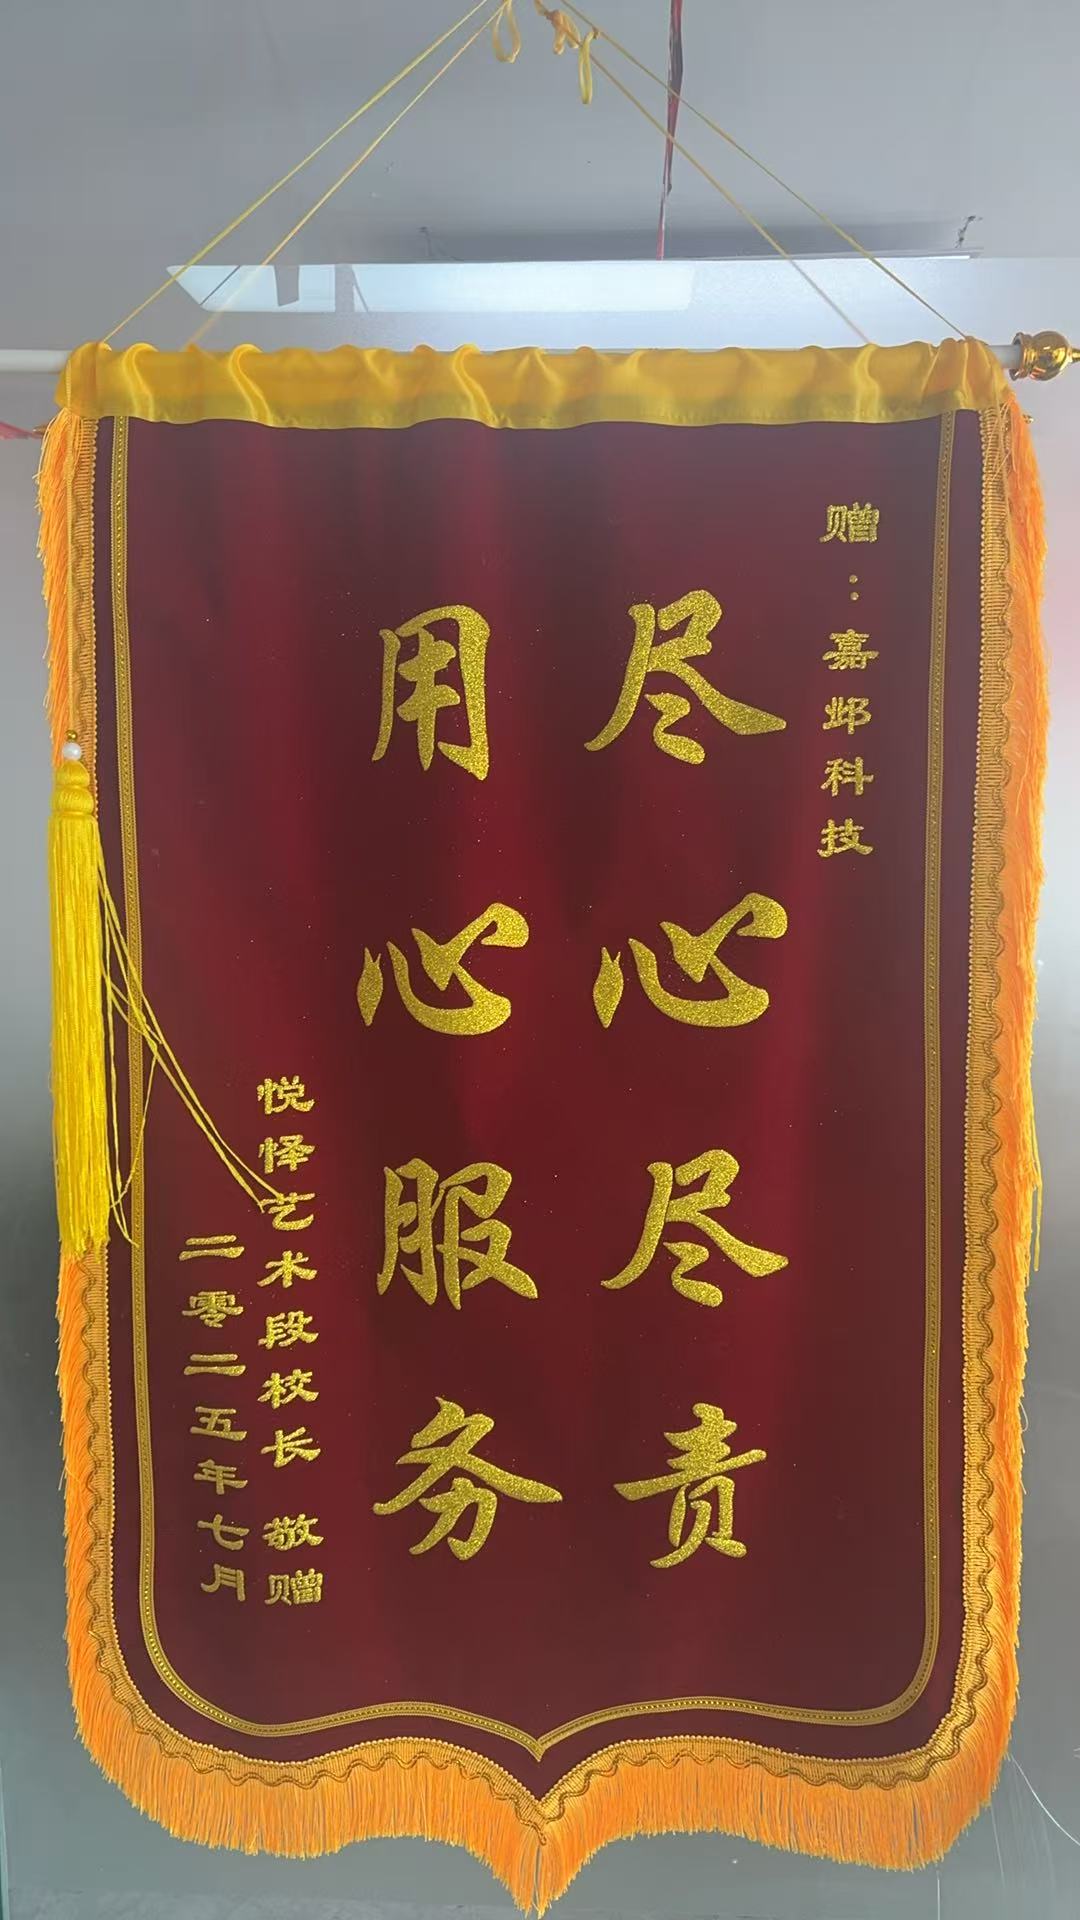 赠：嘉邺科技
尽心尽责
用心服务
悦怿艺术段校长 敬赠
二零二五年七月